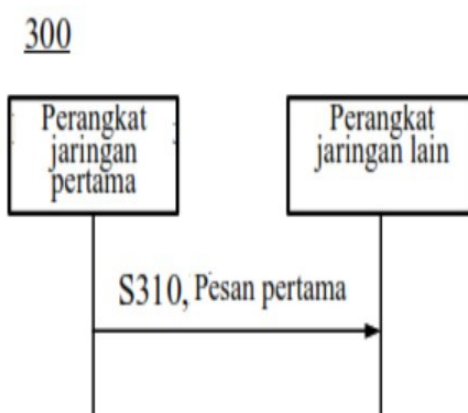 300
Perangkat
jaringan
pertama
Perangkat
jaringan lain
S310, Pesan pertama